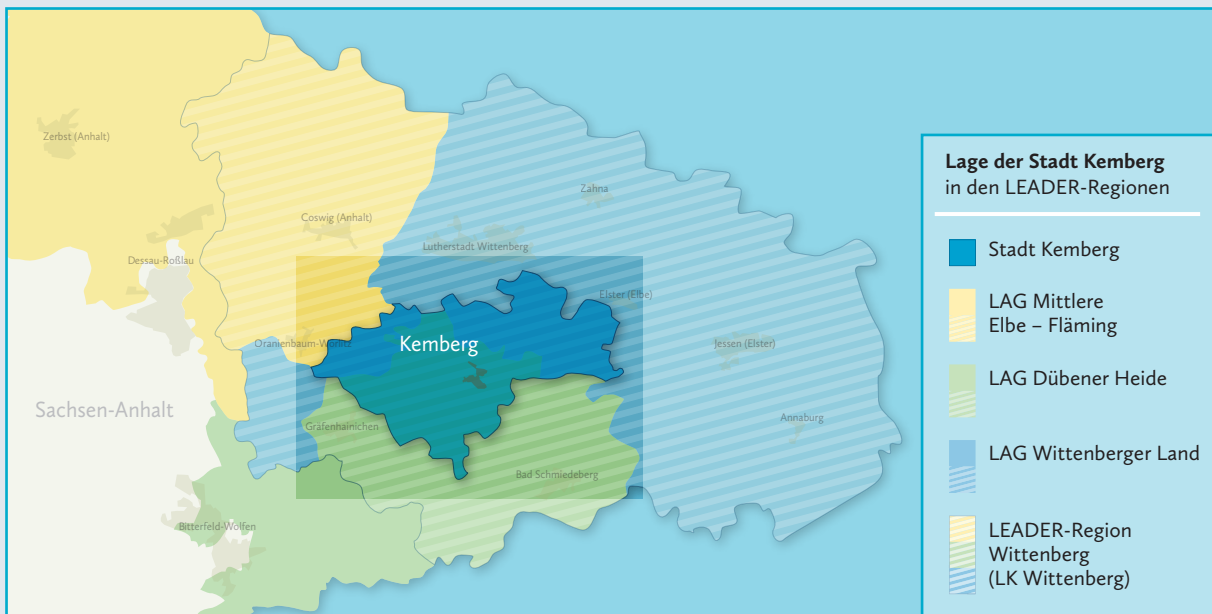 Zerbst (Anhalt)
Zahna
Coswig (Anhalt)
Lutherstadt Wittenberg
Dessau-Roßlau
Elster (Elbe)
Oranienbaum-Wörlitz
Kemberg
Jessen (Elster)
Sachsen-Anhalt
Annaburg
Gräfenhainichen
Bad Schmiedeberg
Bitterfeld-Wolfen
Lage der Stadt Kemberg
in den LEADER-Regionen
Stadt Kemberg
LAG Mittlere
Elbe – Fläming
LAG Dübener Heide
LAG Wittenberger Land
LEADER-Region
Wittenberg
(LK Wittenberg)